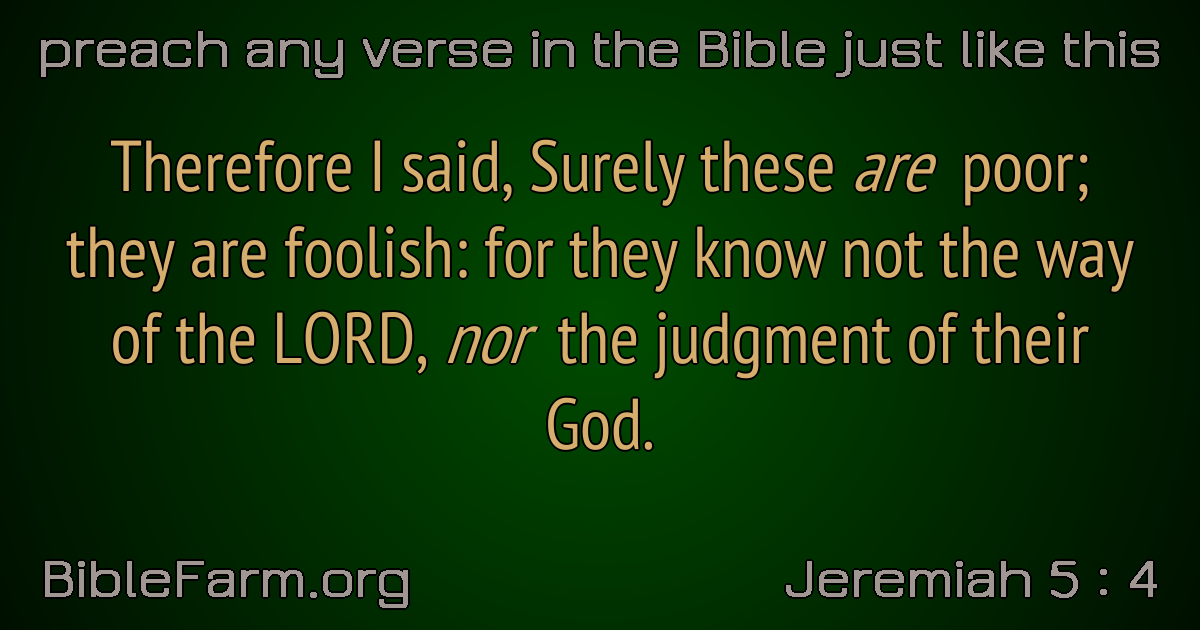 preach any verse in the Bible just like this
Therefore I said, Surely these are poor;
they are foolish: for they know not the way
of the LORD, nor the judgment of their
God.
BibleFarm.org
Jeremiah 5 : 4